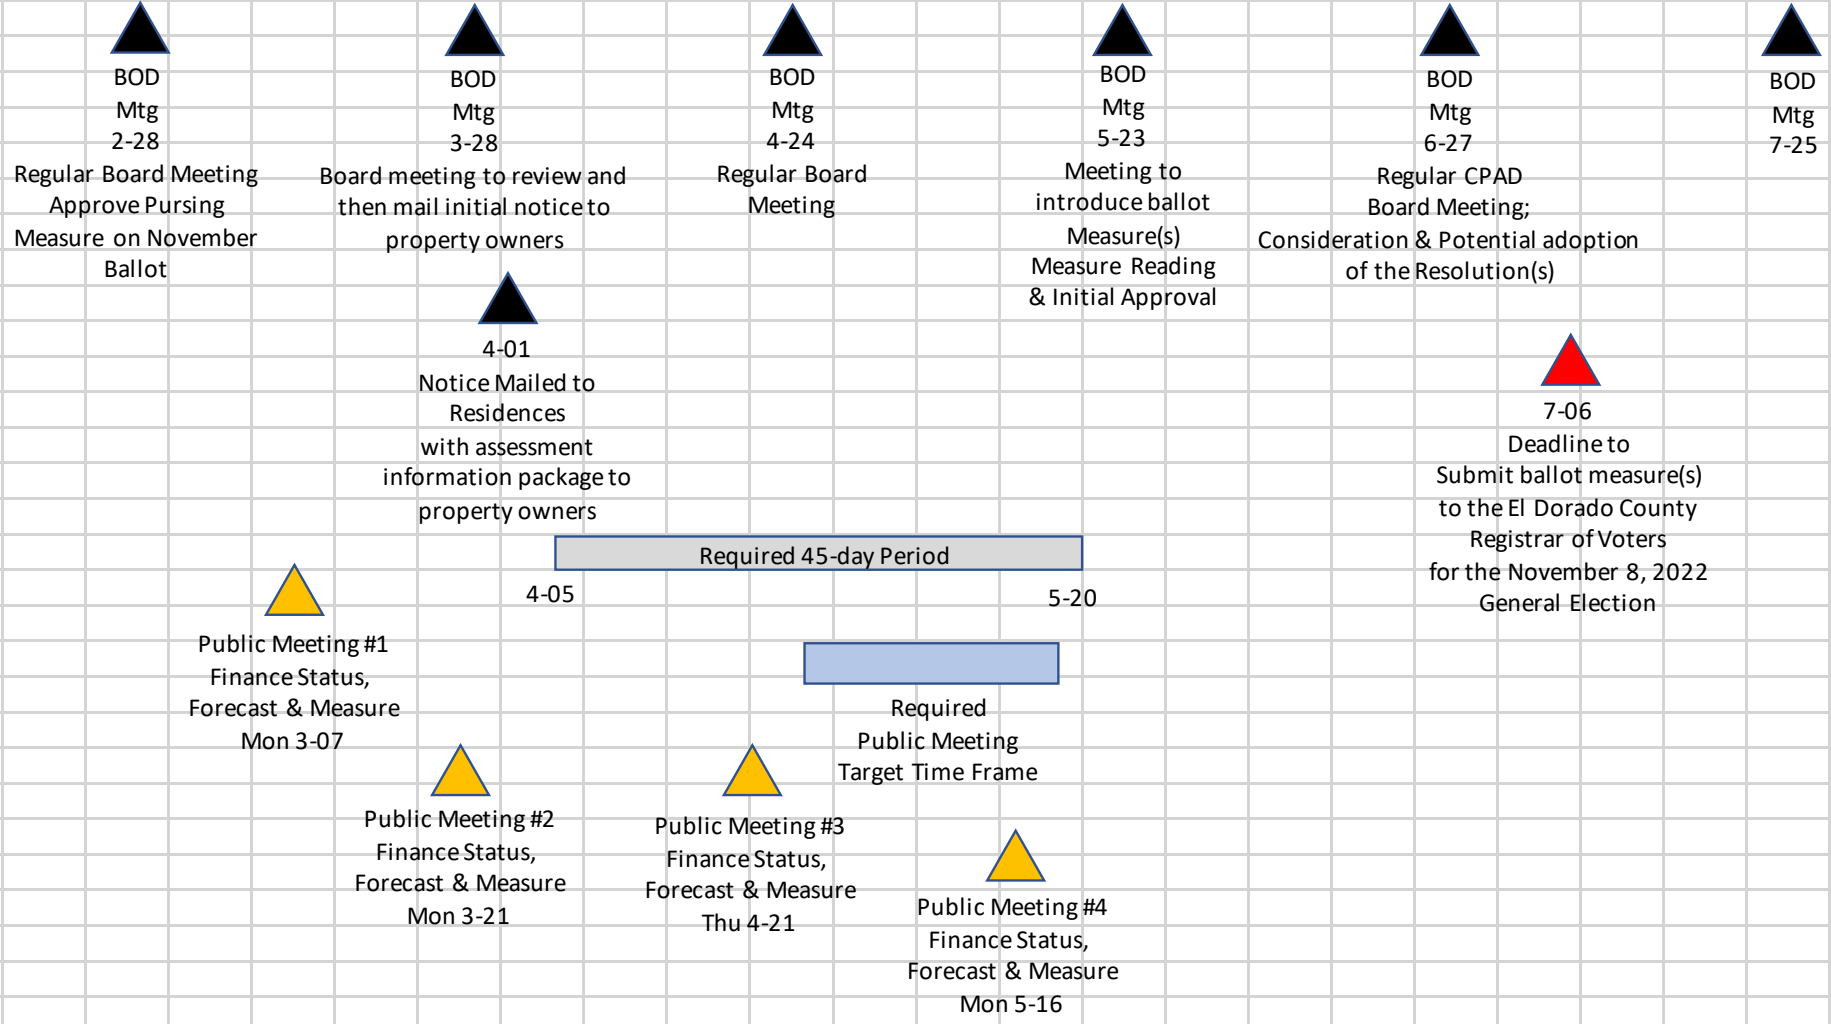 BOD
Mtg
2-28
Regular Board Meeting
Approve Pursing
Measure on November
Ballot
BOD
Mtg
3-28
Board meeting to review and
then mail initial notice to
property owners
BOD
Mtg
4-24
Regular Board
Meeting
BOD
Mtg
5-23
Meeting to
introduce ballot
Measure(s)
Measure Reading
& Initial Approval
BOD
Mtg
6-27
Regular CPAD
Board Meeting;
Consideration & Potential adoption
of the Resolution(s)
BOD
Mtg
7-25
4-01
Notice Mailed to
Residences
with assessment
information package to
property owners
7-06
Deadline to
Submit ballot measure(s)
to the El Dorado County
Registrar of Voters
for the November 8, 2022
General Election
Required 45-day Period
4-05
5-20
Public Meeting #1
Finance Status,
Forecast & Measure
Mon 3-07
Required
Public Meeting
Target Time Frame
Public Meeting #2
Finance Status,
Forecast & Measure
Mon 3-21
Public Meeting #3
Finance Status,
Forecast & Measure
Thu 4-21
Public Meeting #4
Finance Status,
Forecast & Measure
Mon 5-16